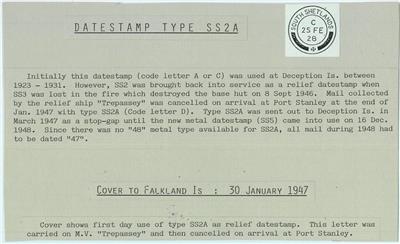 DATESTAMP TYPE SS2A
SOUTH SHETLANDS
C
25 FE
28
Initially this datestamp (code letter A or C) was used at Deception Is. between
1923 - 1931. However, SS2 was brought back into service as a relief datestamp when
SS3 was lost in the fire which destroyed the base hut on 8 Sept 1946. Mail collected
by the relief ship "Trepassey" was cancelled on arrival at Port Stanley at the end of
Jan. 1947 with type SS2A (Code letter D). Type SS2A was sent out to Deception Is. in
March 1947 as a stop-gap until the new metal datestamp (SS5) came into use on 16 Dec.
1948. Since there was no "48" metal type available for SS2A, all mail during 1948 had
to be dated "47".
COVER TO FALKLAND IS : 30 JANUARY 1947
Cover shows first day use of type SS2A as relief datestamp. This letter was
carried on M.V. "Trepassey" and then cancelled on arrival at Port Stanley.